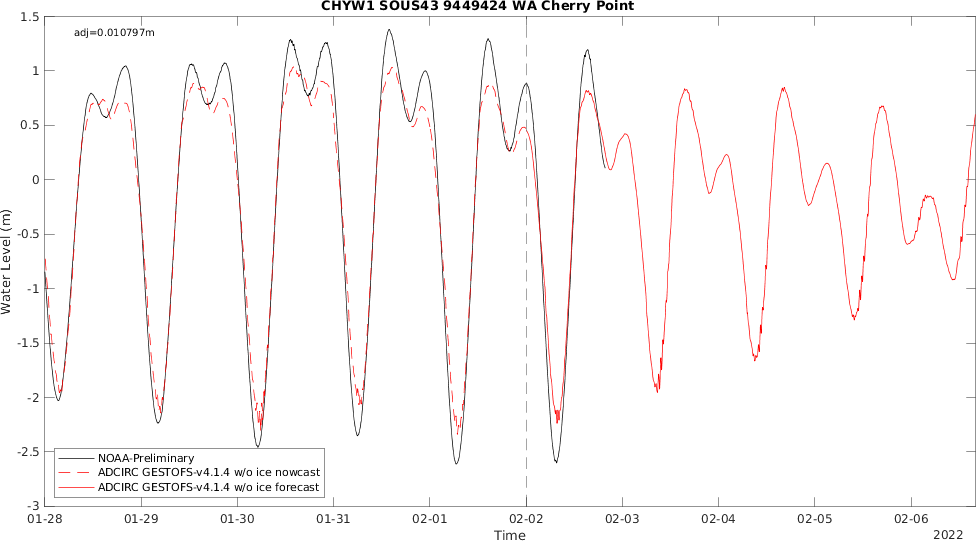 CHYW1 SOUS43 9449424 WA Cherry Point
adj=0.010797m
1.5
1
0.5
0
-0.5
-1
-1.5
-2
-2.5
-3
Water Level (m)
NOAA-Preliminary
ADCIRC GESTOFS-v4.1.4 w/o ice nowcast
ADCIRC GESTOFS-v4.1.4 w/o ice forecast
01-28 01-29 01-30 01-31 02-01 02-02 02-03 02-04 02-05 02-06
Time
2022